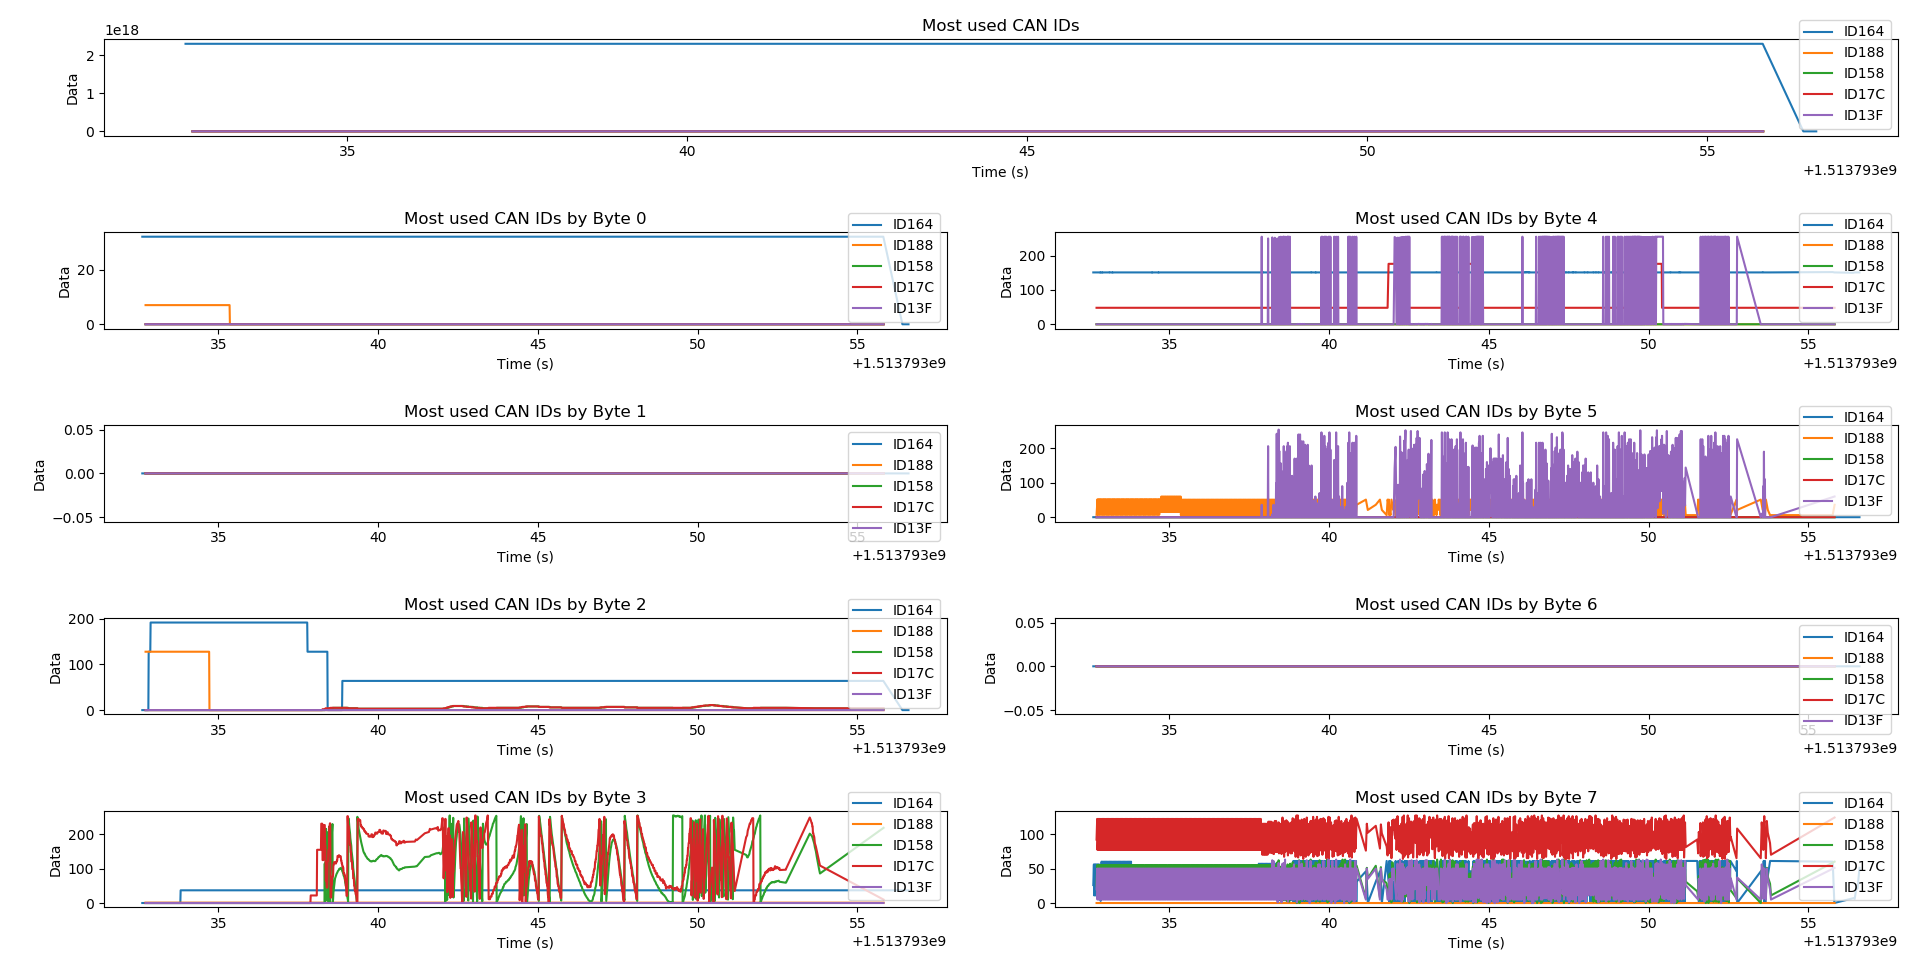 Most used CAN IDs
1e18
Data
2
1
0
35 40 45 50 55
Time (s)
+1.513793e9
ID164
ID188
ID158
ID17C
ID13F
Most used CAN IDs by Byte 0
Data
20
0
35 40 45 50 55
Time (s)
+1.513793e9
ID164
ID188
ID158
ID17C
ID13F
Most used CAN IDs by Byte 4
Data
200
100
0
35 40 45 50 55
Time (s)
+1.513793e9
ID164
ID188
ID158
ID17C
ID13F
Most used CAN IDs by Byte 1
Data
0.05
0.00
−0.05
35 40 45 50 55
Time (s)
+1.513793e9
ID164
ID188
ID158
ID17C
ID13F
Most used CAN IDs by Byte 5
Data
200
100
0
35 40 45 50 55
Time (s)
+1.513793e9
ID164
ID188
ID158
ID17C
ID13F
Most used CAN IDs by Byte 2
Data
200
100
0
35 40 45 50 55
Time (s)
+1.513793e9
ID164
ID188
ID158
ID17C
ID13F
Most used CAN IDs by Byte 6
Data
0.05
0.00
−0.05
35 40 45 50 55
Time (s)
+1.513793e9
ID164
ID188
ID158
ID17C
ID13F
Most used CAN IDs by Byte 3
Data
200
100
0
35 40 45 50 55
Time (s)
+1.513793e9
ID164
ID188
ID158
ID17C
ID13F
Most used CAN IDs by Byte 7
Data
100
50
0
35 40 45 50 55
Time (s)
+1.513793e9
ID164
ID188
ID158
ID17C
ID13F